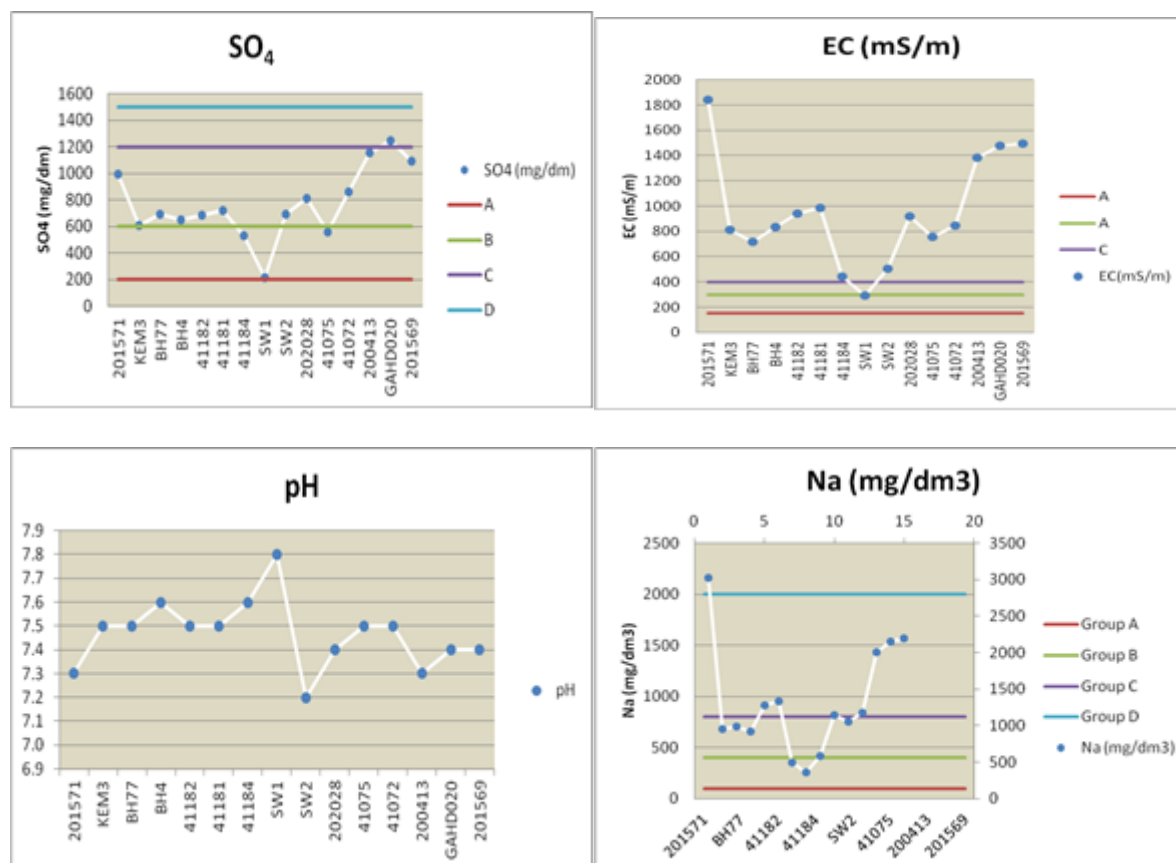 SO4
1600
1400
1200
1000
800
600
400
200
0
SO4 (mg/dm)
201571
KEM3
BH77
BH4
41182
41181
41184
SW1
SW2
202028
41075
41072
200413
GAHD020
201569
SO4 (mg/dm)
A
B
C
D
EC (mS/m)
2000
1800
1600
1400
1200
1000
800
600
400
200
0
EC (mS/m)
201571
KEM3
BH77
BH4
41182
41181
41184
SW1
SW2
202028
41075
41072
200413
GAHD020
201569
A
A
C
EC(mS/m)
pH
7.9
7.8
7.7
7.6
7.5
7.4
7.3
7.2
7.1
7.0
6.9
201571
KEM3
BH77
BH4
41182
41181
41184
SW1
SW2
202028
41075
41072
200413
GAHD020
201569
pH
Na (mg/dm3)
0 5 10 15 20
2500
2000
1500
1000
500
0
Na (mg/dm3)
3500
3000
2500
2000
1500
1000
500
0
201571
BH77
41182
41184
SW2
41075
200413
201569
Group A
Group B
Group C
Group D
Na (mg/dm3)